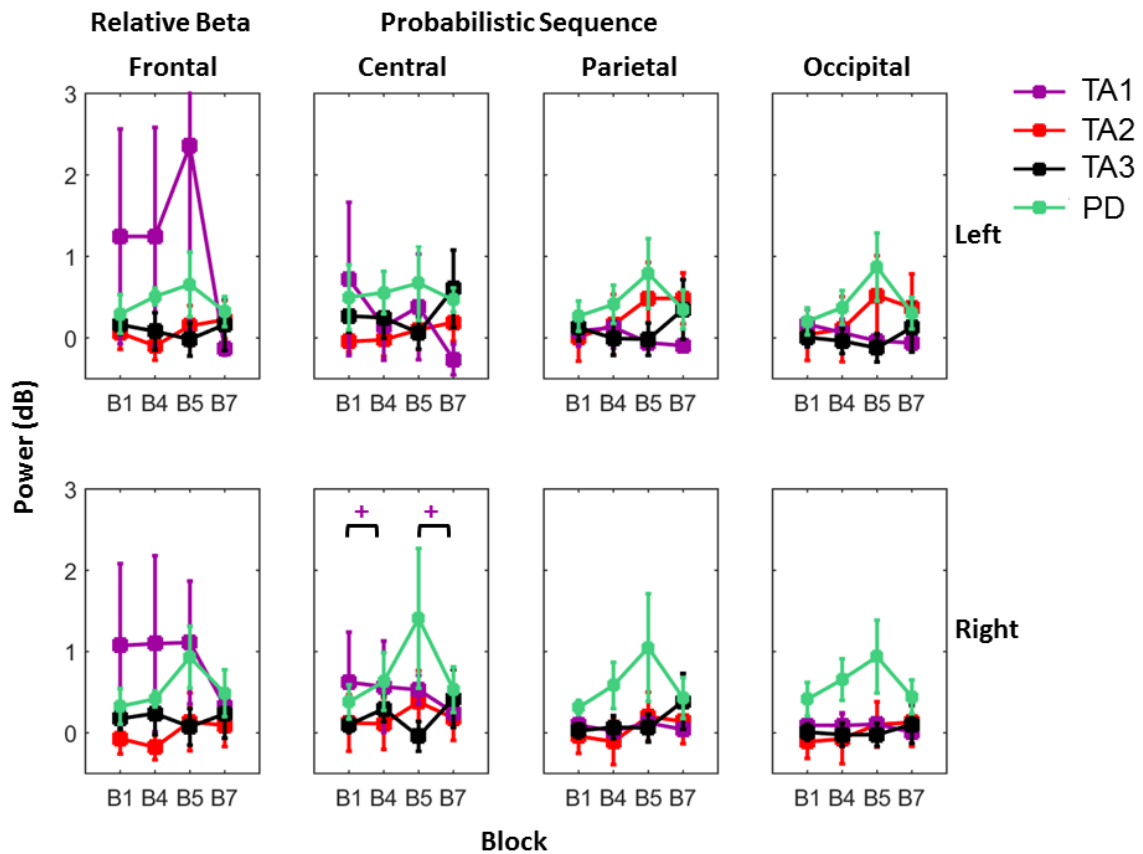 Relative Beta Probabilistic Sequence
Frontal Central Parietal Occipital
3
2
1
0
TA1
TA2
TA3
PD
Left
B1 B4 B5 B7 B1 B4 B5 B7 B1 B4 B5 B7 B1 B4 B5 B7
Power (dB)
3
2
1
0
+ +
Right
B1 B4 B5 B7 B1 B4 B5 B7 B1 B4 B5 B7 B1 B4 B5 B7
Block